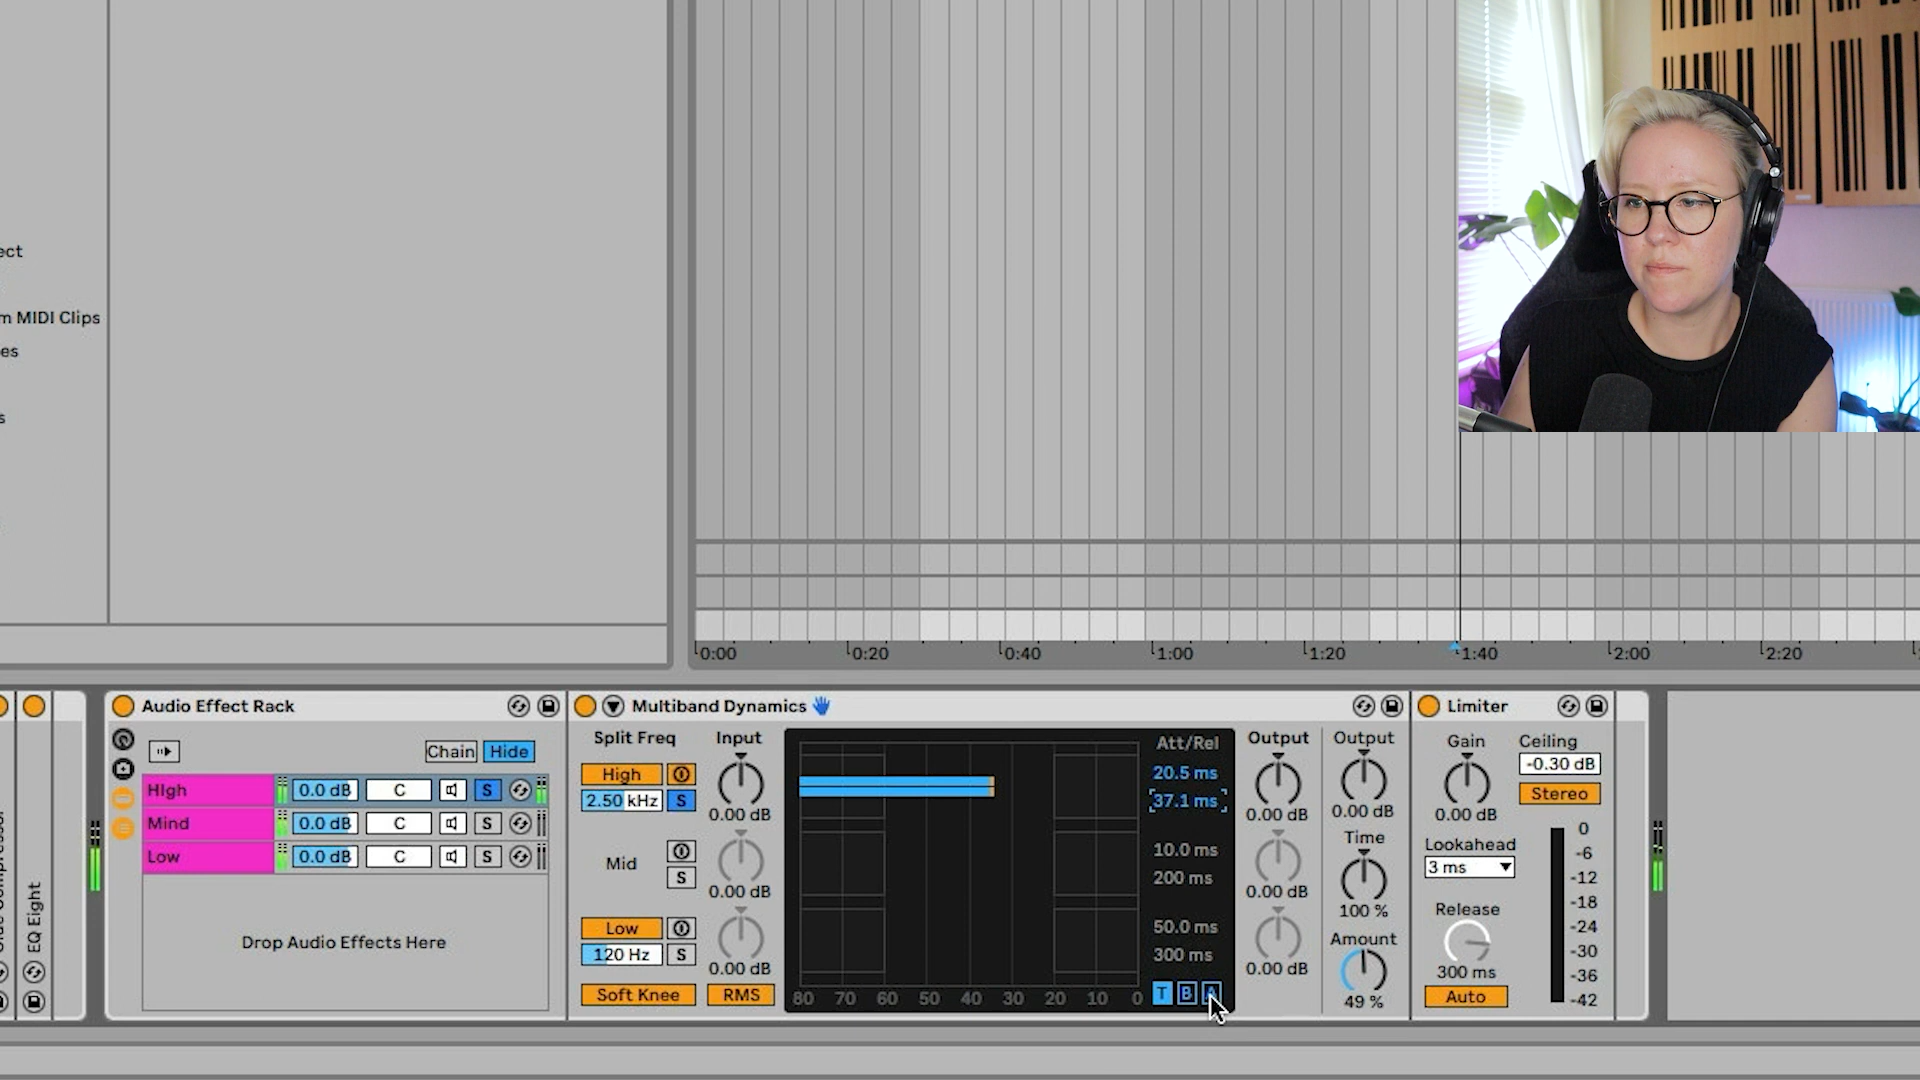 ect
m MIDI Clips
es
s
0:00 0:20 0:40 1:00 1:20 1:40 2:00 2:20
EQ Eight
Audio Effect Rack
Chain Hide
HIgh 0.0 dB C S
Mind 0.0 dB C S
Low 0.0 dB C S
Drop Audio Effects Here
Multiband Dynamics
Split Freq Input
High
2.50 kHz S
0.00 dB
Mid
S
0.00 dB
Low
120 Hz S
0.00 dB
Soft Knee RMS
80 70 60 50 40 30 20 10 0
Att/Rel
20.5 ms
37.1 ms
10.0 ms
200 ms
50.0 ms
300 ms
T B A
Output
0.00 dB
0.00 dB
0.00 dB
Output
0.00 dB
Time
100 %
Amount
49 %
Limiter
Gain
0.00 dB
Lookahead
3 ms
Release
300 ms
Auto
Ceiling
-0.30 dB
Stereo
0
-6
-12
-18
-24
-30
-36
-42